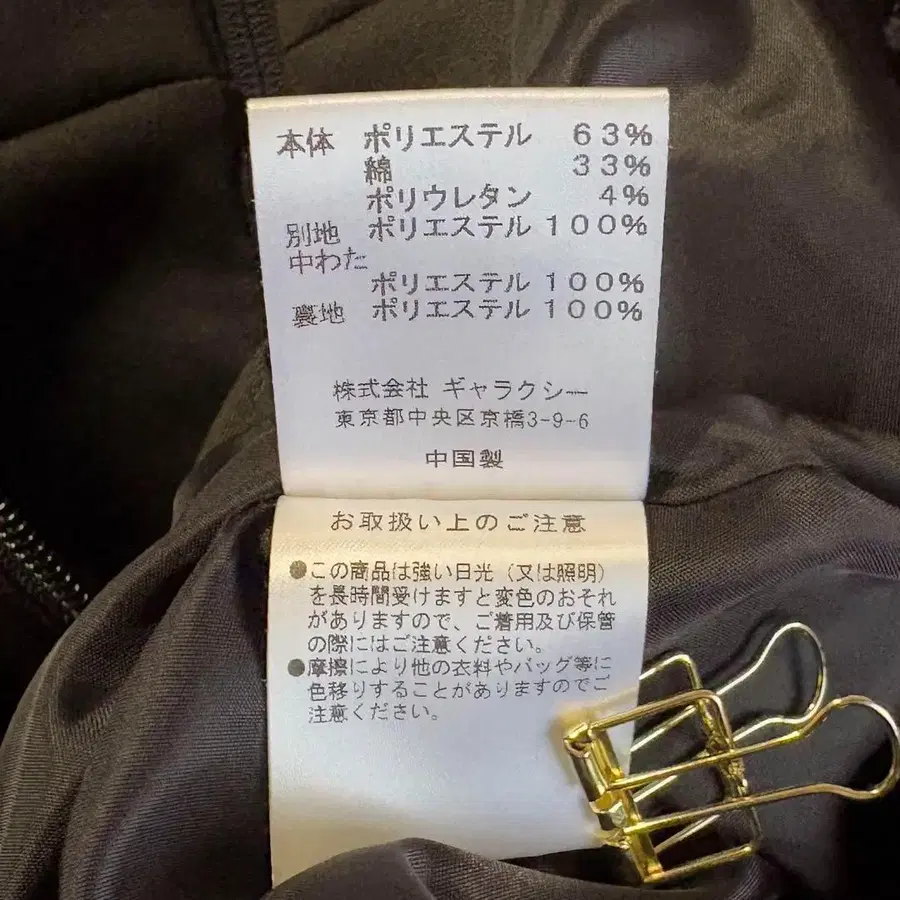 本体 ポリエステル 63%
綿 33%
ポリウレタン 4%
別地 ポリエステル 100%
中わた
ポリエステル 100%
裏地 ポリエステル 100%
株式会社 ギャラクシー
東京都中央区京橋3-9-6
中国製
お取扱い上のご注意
●この商品は強い日光(又は照明)
を長時間受けますと変色のおそれ
がありますので、ご着用及び保管
の際にはご注意ください。
●摩擦により他の衣料やバッグ等に
色移りすることがありますのでご
注意ください。